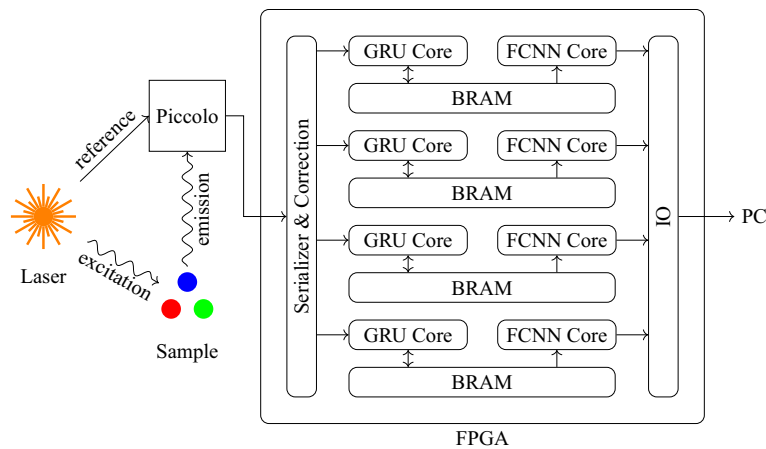 Laser
reference
excitation
Sample
emission
Piccolo
Serializer & Correction
GRU Core
FCNN Core
BRAM
GRU Core
FCNN Core
BRAM
GRU Core
FCNN Core
BRAM
GRU Core
FCNN Core
BRAM
IO
PC
FPGA